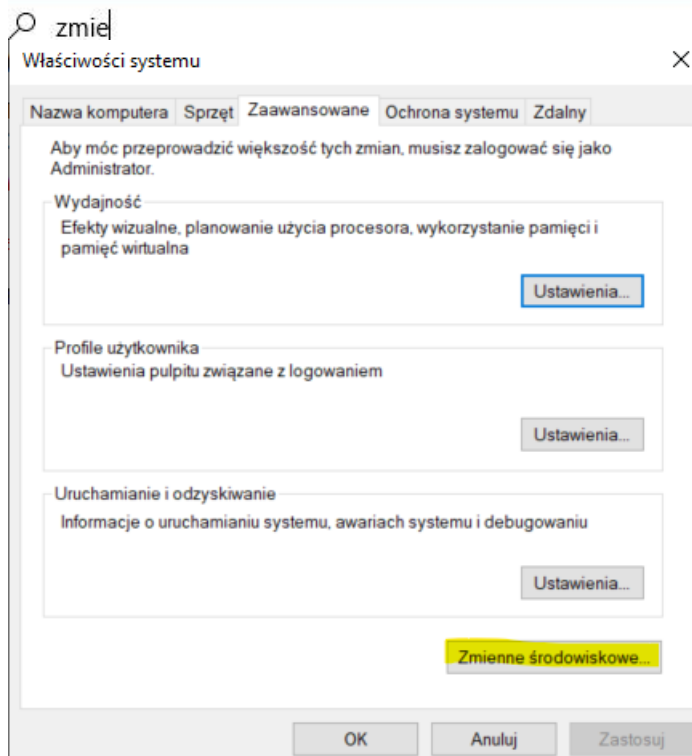 zmie
Właściwości systemu
Nazwa komputera Sprzęt Zaawansowane Ochrona systemu Zdalny
Aby móc przeprowadzić większość tych zmian, musisz zalogować się jako
Administrator.
Wydajność
Efekty wizualne, planowanie użycia procesora, wykorzystanie pamięci i
pamięć wirtualna
Ustawienia...
Profile użytkownika
Ustawienia pulpitu związane z logowaniem
Ustawienia...
Uruchamianie i odzyskiwanie
Informacje o uruchamianiu systemu, awariach systemu i debugowaniu
Ustawienia...
Zmienne środowiskowe...
OK Anuluj Zastosuj